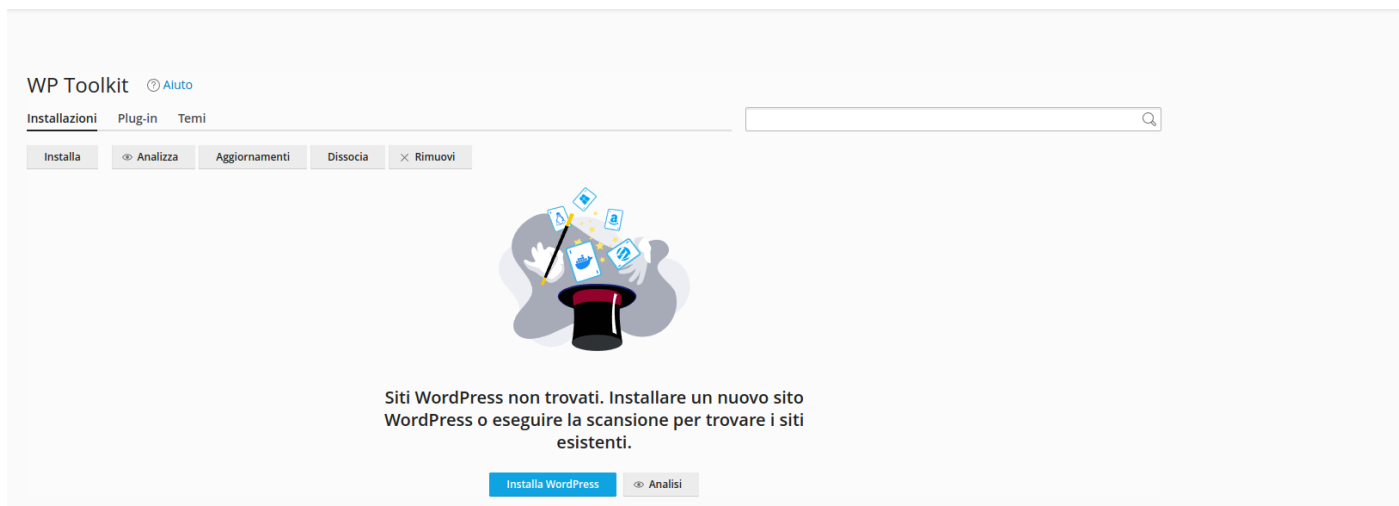 WP Toolkit ? Aiuto
Installazioni Plug-in Temi
Installa Analizza Aggiornamenti Dissocia Rimuovi
a
Siti WordPress non trovati. Installare un nuovo sito
WordPress o eseguire la scansione per trovare i siti
esistenti.
Installa WordPress Analisi